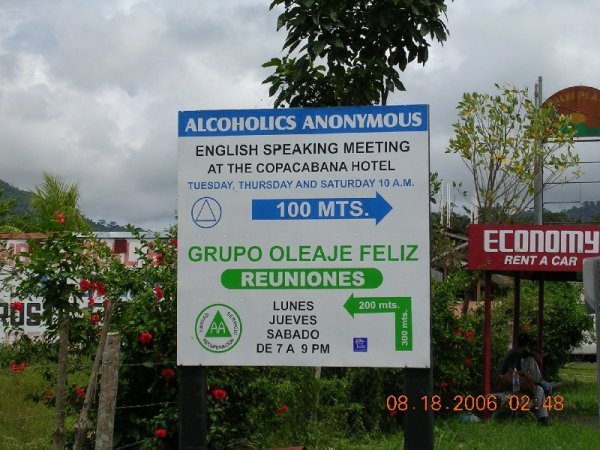 ALCOHOLICS ANONYMOUS
ENGLISH SPEAKING MEETING
AT THE COPACABANA HOTEL
TUESDAY, THURSDAY AND SATURDAY 10 A.M.
100 MTS.
GRUPO OLEAJE FELIZ
REUNIONES
LUNES
JUEVES
SABADO
DE 7 A 9 PM
200 mts.
300 mts.
AA
ECONOMY
RENT A CAR
08.18.2006 02:48